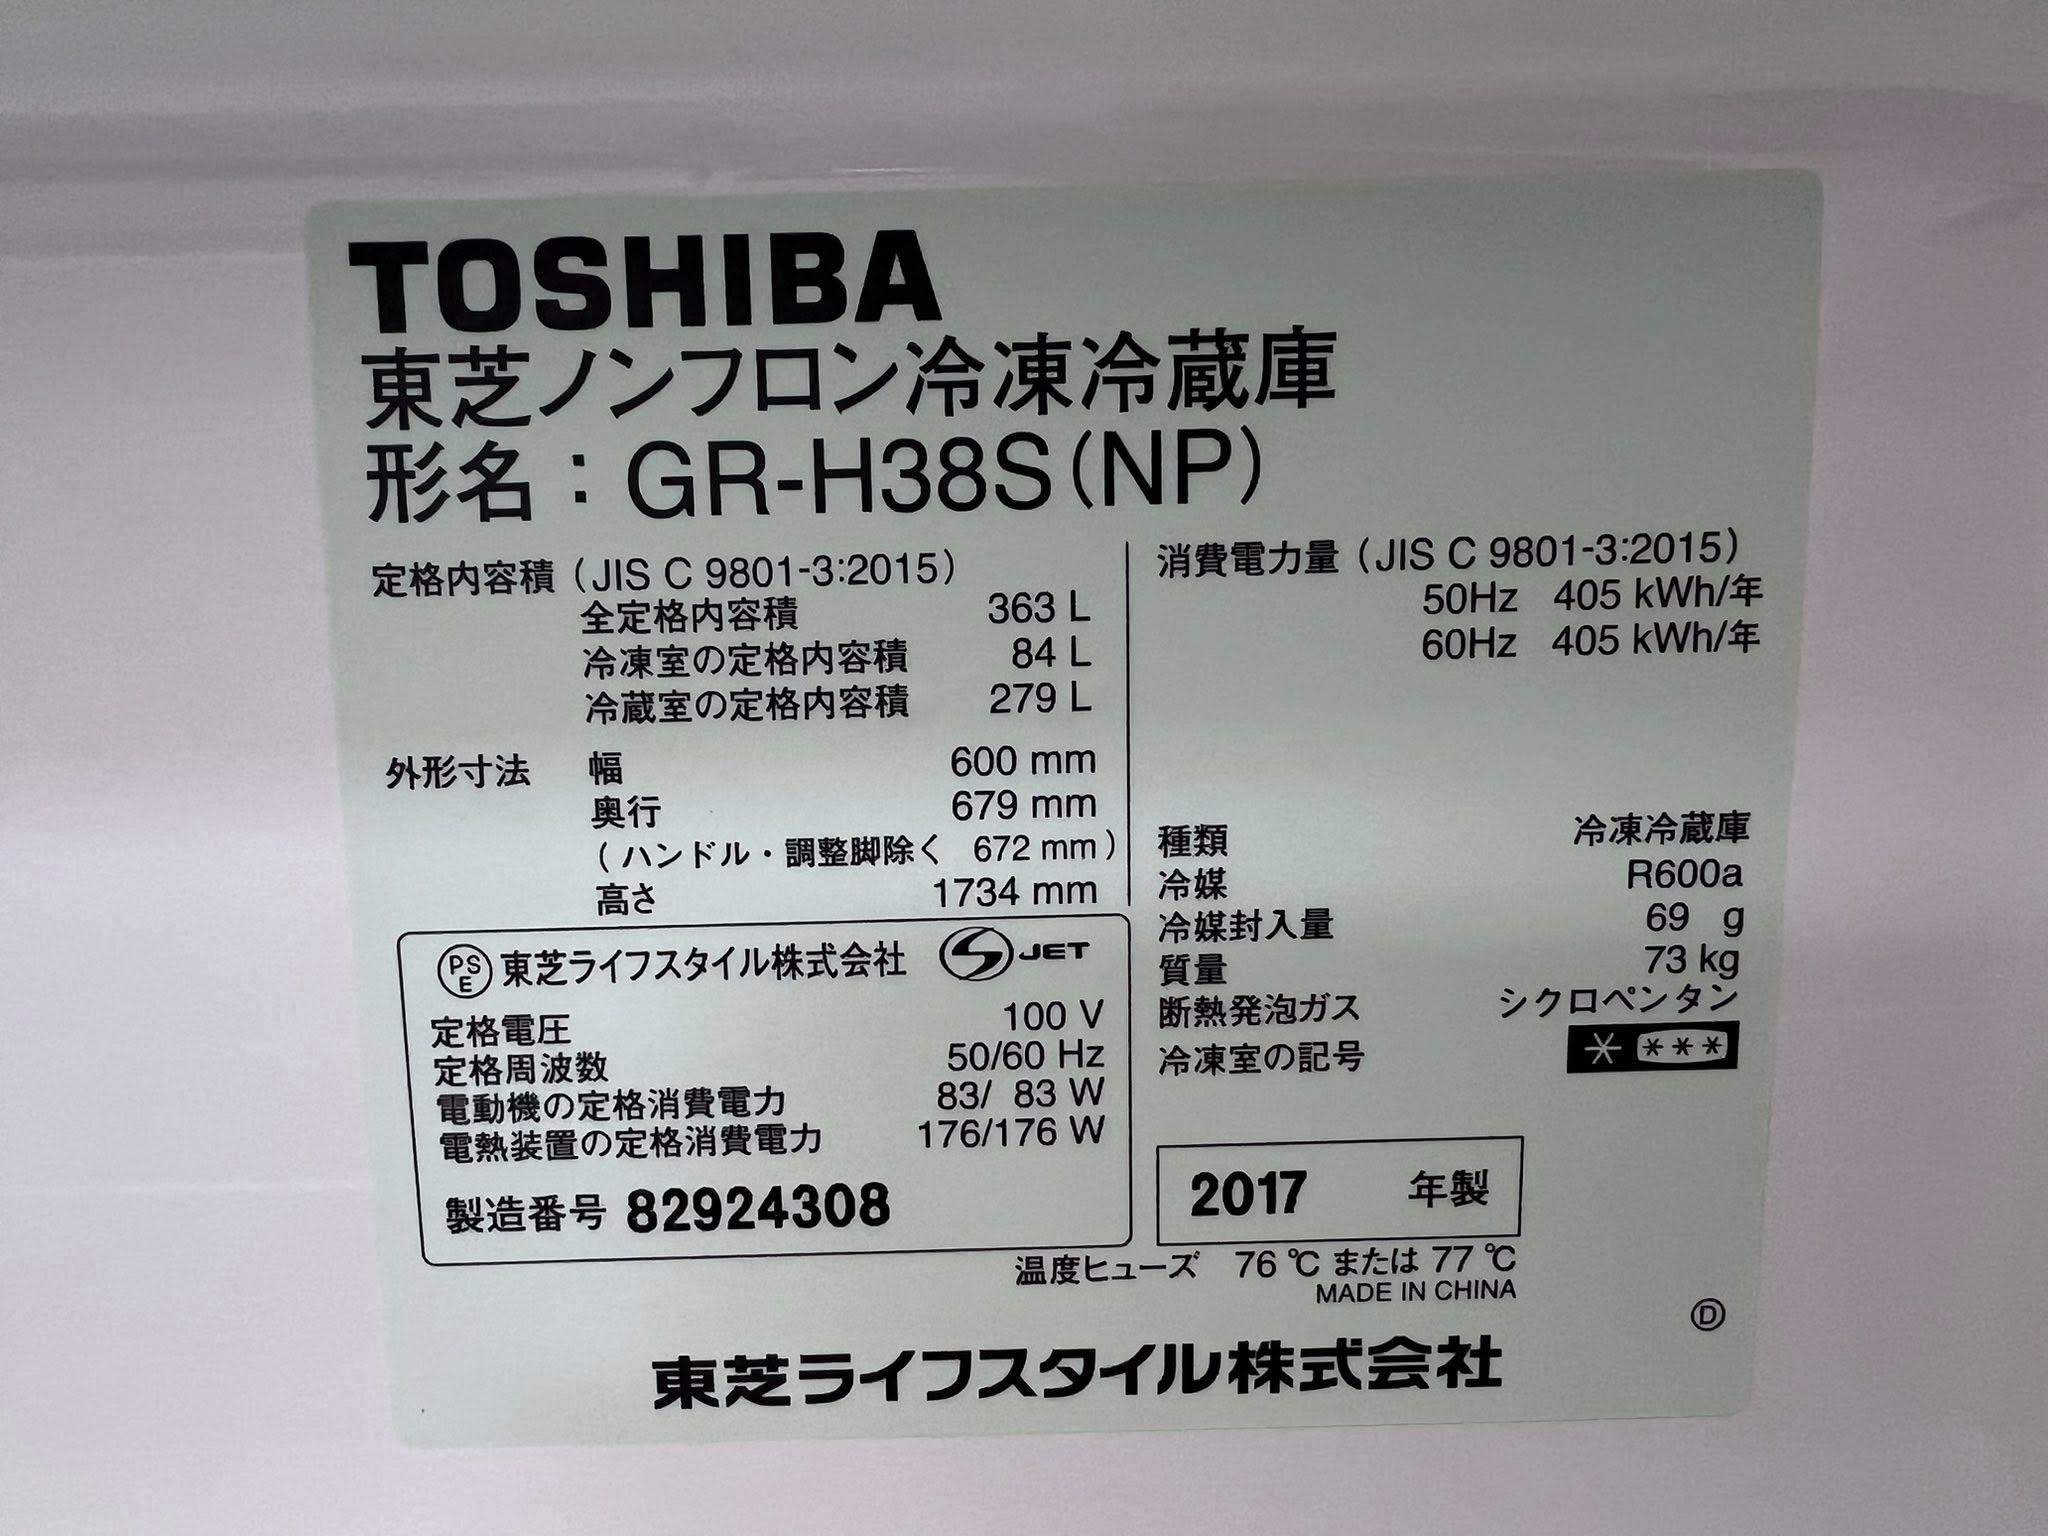 TOSHIBA
東芝ノンフロン冷凍冷蔵庫
形名：GR-H38S(NP)
定格内容積（JIS C 9801-3:2015）
全定格内容積 363 L
冷凍室の定格内容積 84 L
冷蔵室の定格内容積 279 L
外形寸法 幅 600 mm
奥行 679 mm
(ハンドル・調整脚除く 672 mm)
高さ 1734 mm
消費電力量（JIS C 9801-3:2015）
50Hz 405 kWh/年
60Hz 405 kWh/年
種類 冷凍冷蔵庫
冷媒 R600a
冷媒封入量 69 g
質量 73 kg
断熱発泡ガス シクロペンタン
冷凍室の記号 * ***
PSE 東芝ライフスタイル株式会社 S JET
定格電圧 100 V
定格周波数 50/60 Hz
電動機の定格消費電力 83/ 83 W
電熱装置の定格消費電力 176/176 W
製造番号 82924308
2017 年製
温度ヒューズ 76 ℃ または 77 ℃
MADE IN CHINA
Ⓓ
東芝ライフスタイル株式会社